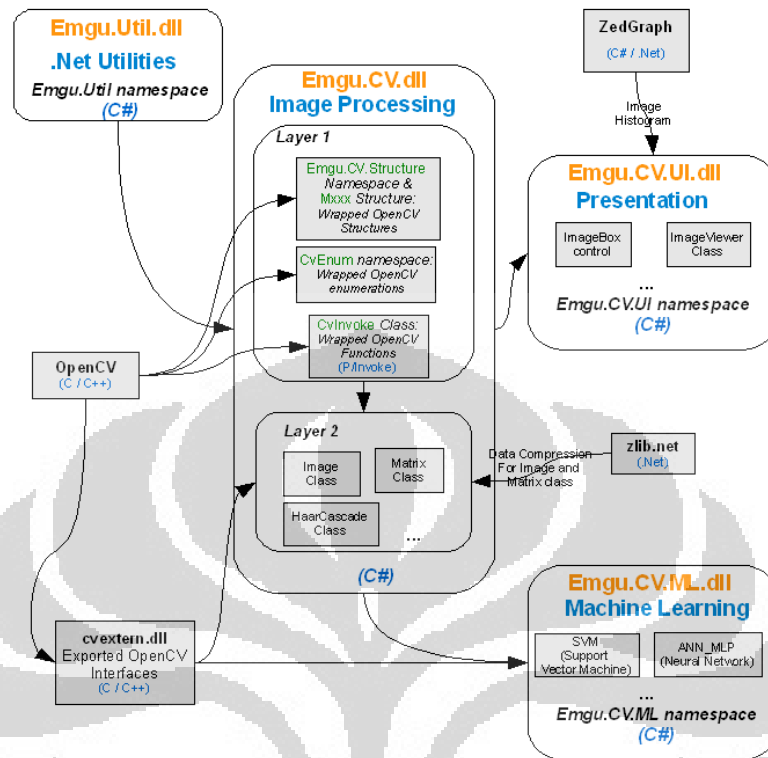 Emgu.Util.dll
.Net Utilities
Emgu.Util namespace
(C#)
Emgu.CV.dll
Image Processing
Layer 1
Emgu.CV.Structure
Namespace &
Mxxx Structure:
Wrapped OpenCV
Structures
CvEnum namespace:
Wrapped OpenCV
enumerations
CvInvoke Class:
Wrapped OpenCV
Functions
(P/Invoke)
Layer 2
Image
Class
Matrix
Class
HaarCascade
Class
...
(C#)
ZedGraph
(C# / .Net)
Image
Histogram
Emgu.CV.UI.dll
Presentation
ImageBox
control
ImageViewer
Class
...
Emgu.CV.UI namespace
(C#)
OpenCV
(C / C++)
Data Compression
For Image and
Matrix class
zlib.net
(.Net)
cvextern.dll
Exported OpenCV
Interfaces
(C / C++)
Emgu.CV.ML.dll
Machine Learning
SVM
(Support
Vector Machine)
ANN_MLP
(Neural Network)
...
Emgu.CV.ML namespace
(C#)